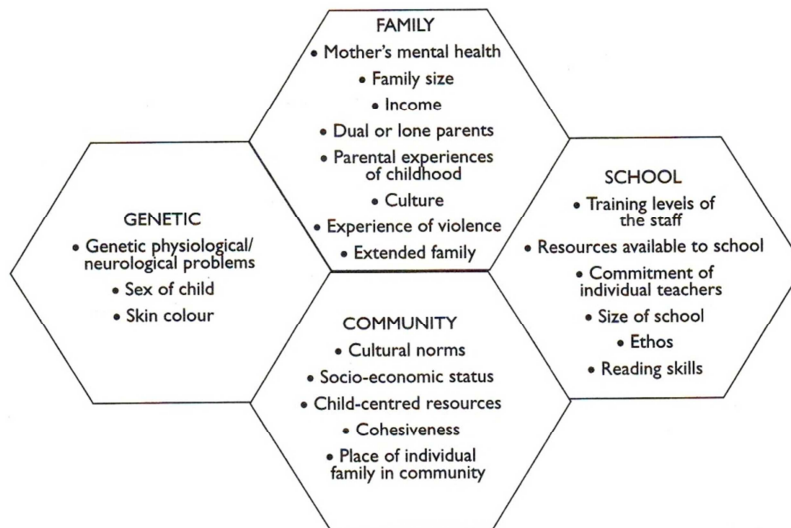 FAMILY
• Mother's mental health
• Family size
• Income
• Dual or lone parents
• Parental experiences
of childhood
• Culture
• Experience of violence
• Extended family
GENETIC
• Genetic physiological/
neurological problems
• Sex of child
• Skin colour
SCHOOL
• Training levels of
the staff
• Resources available to school
• Commitment of
individual teachers
• Size of school
• Ethos
• Reading skills
COMMUNITY
• Cultural norms
• Socio-economic status
• Child-centred resources
• Cohesiveness
• Place of individual
family in community